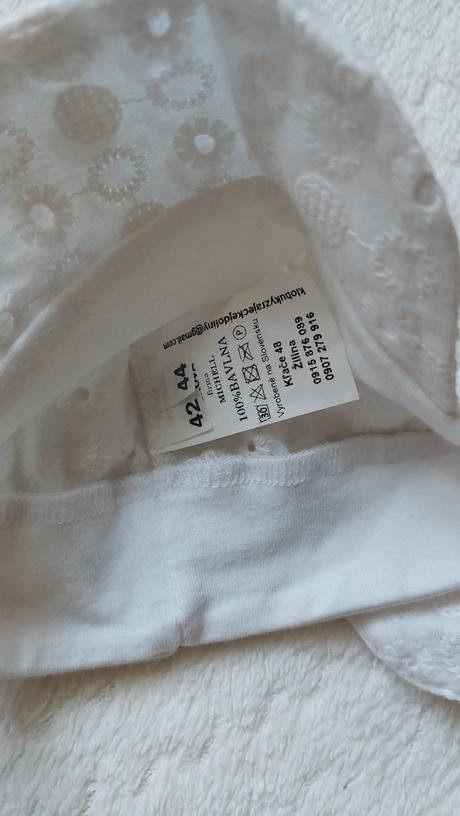 42 44
firma
MICHELL
100%BAVLNA
30 P
Vyrobené na Slovensku
Kľače 48
Žilina
0915 876 089
0907 279 916
klobukyzrajeckejdoliny@gmail.com